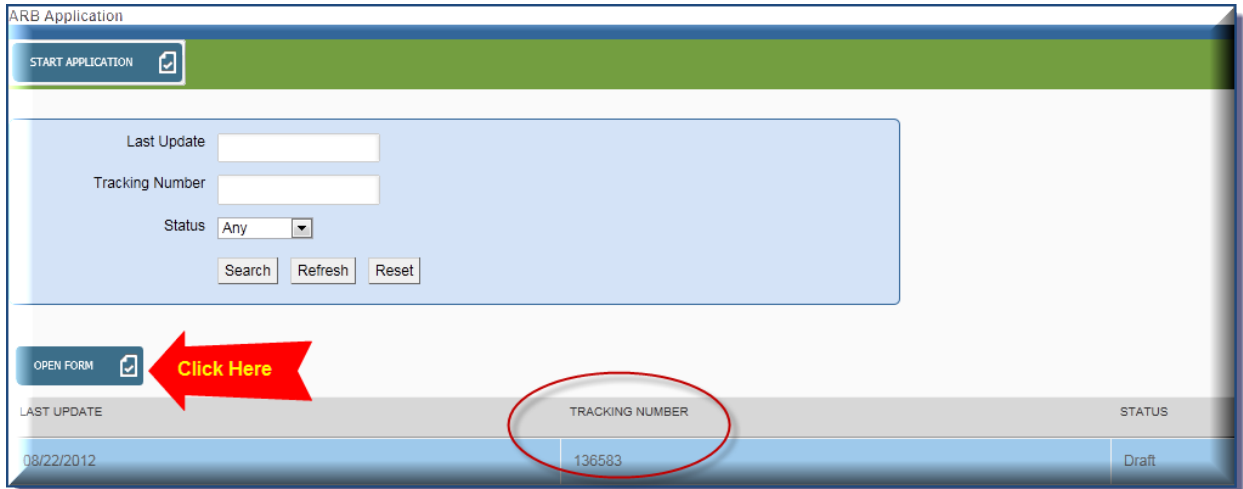 ARB Application
START APPLICATION
Last Update
Tracking Number
Status Any
Search Refresh Reset
OPEN FORM Click Here
LAST UPDATE TRACKING NUMBER STATUS
08/22/2012 136583 Draft